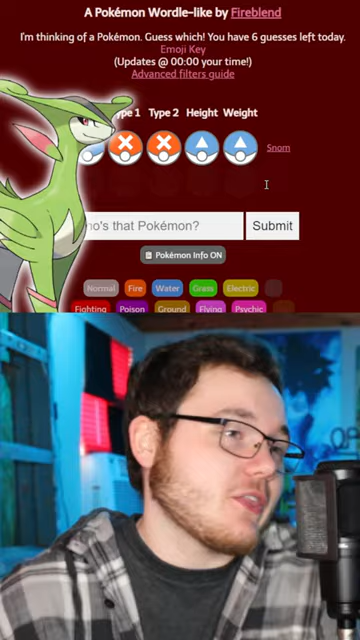 A Pokémon Wordle-like by Fireblend
I'm thinking of a Pokémon. Guess which! You have 6 guesses left today.
Emoji Key
(Updates @ 00:00 your time!)
Advanced filters guide
Type 2 Height Weight
Snom
Pokémon? Submit
Pokémon Info ON
Normal Fire Water Grass Electric
Fighting Poison Ground Flying Psychic